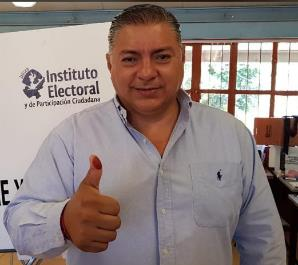 Instituto
Electoral
y de Participación Ciudadana
E Y